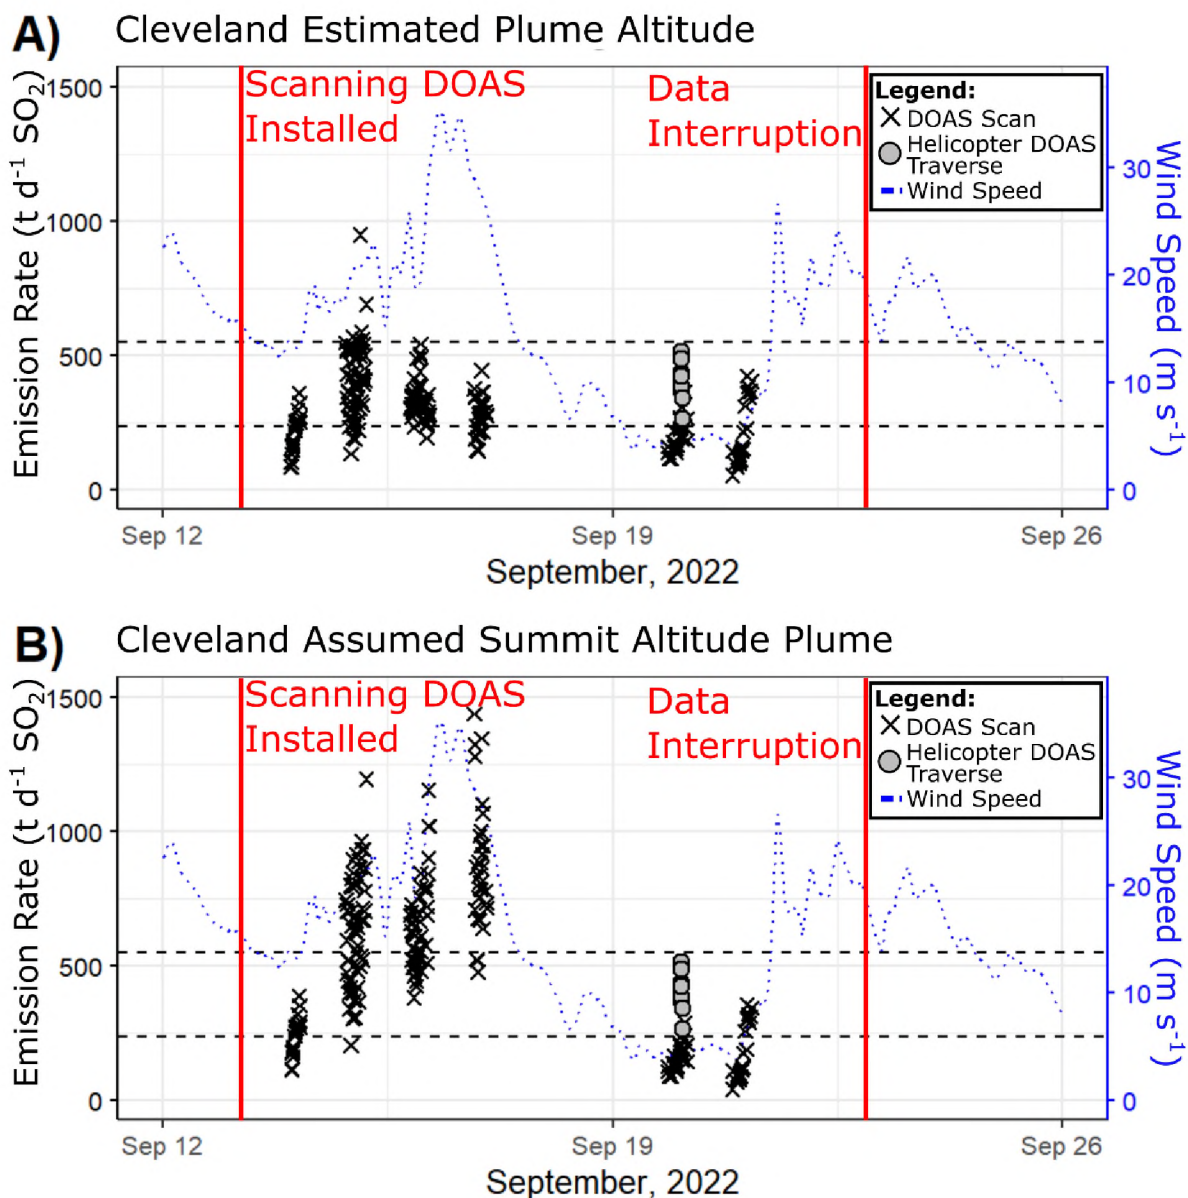 A) Cleveland Estimated Plume Altitude
Emission Rate (t d⁻¹ SO₂)
1500
1000
500
0
Scanning DOAS
Installed
Data
Interruption
Legend:
DOAS Scan
Helicopter DOAS
Traverse
Wind Speed
30
20
10
0
Wind Speed (m s⁻¹)
Sep 12
Sep 19
Sep 26
September, 2022
B) Cleveland Assumed Summit Altitude Plume
Emission Rate (t d⁻¹ SO₂)
1500
1000
500
0
Scanning DOAS
Installed
Data
Interruption
Legend:
DOAS Scan
Helicopter DOAS
Traverse
Wind Speed
30
20
10
0
Wind Speed (m s⁻¹)
Sep 12
Sep 19
Sep 26
September, 2022